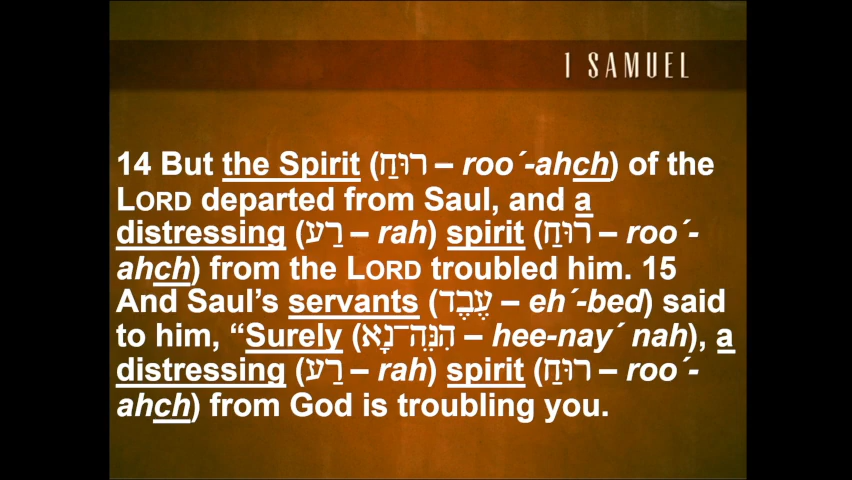 1 SAMUEL
14 But the Spirit (רוּחַ – roo´-ahch) of the
LORD departed from Saul, and a
distressing (רַע – rah) spirit (רוּחַ – roo´-
ahch) from the LORD troubled him. 15
And Saul’s servants (עֶבֶד – eh´-bed) said
to him, “Surely (הִנֵּה־נָא – hee-nay´ nah), a
distressing (רַע – rah) spirit (רוּחַ – roo´-
ahch) from God is troubling you.